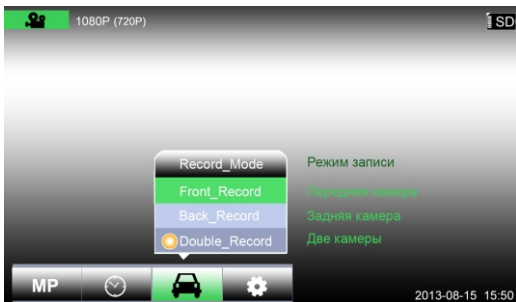 1080P (720P)
SD
Record_Mode Режим записи
Front_Record Передняя камера
Back_Record Задняя камера
Double_Record Две камеры
MP
2013-08-15 15:50